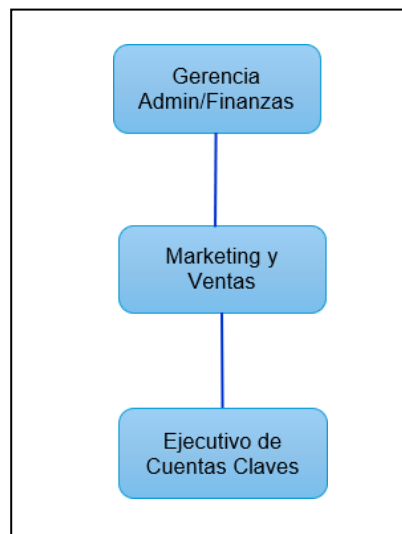 Gerencia
Admin/Finanzas
Marketing y
Ventas
Ejecutivo de
Cuentas Claves